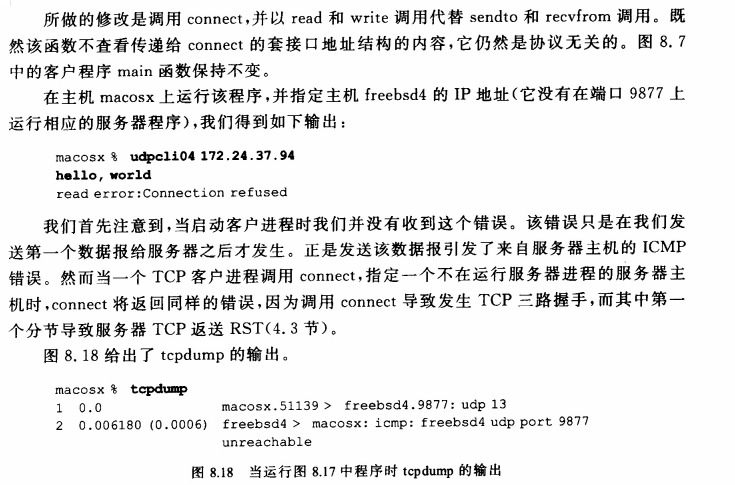 所做的修改是调用 connect,并以 read 和 write 调用代替 sendto 和 recvfrom 调用。既
然该函数不查看传递给 connect 的套接口地址结构的内容,它仍然是协议无关的。图 8.7
中的客户程序 main 函数保持不变。
在主机 macosx 上运行该程序,并指定主机 freebsd4 的 IP 地址(它没有在端口 9877 上
运行相应的服务器程序),我们得到如下输出:
macosx % udpcli04 172.24.37.94
hello, world
read error:Connection refused
我们首先注意到,当启动客户进程时我们并没有收到这个错误。该错误只是在我们发
送第一个数据报给服务器之后才发生。正是发送该数据报引发了来自服务器主机的 ICMP
错误。然而当一个 TCP 客户进程调用 connect,指定一个不在运行服务器进程的服务器主
机时,connect 将返回同样的错误,因为调用 connect 导致发生 TCP 三路握手,而其中第一
个分节导致服务器 TCP 返送 RST(4.3 节)。
图 8.18 给出了 tcpdump 的输出。
macosx % tcpdump
1 0.0 macosx.51139 > freebsd4.9877: udp 13
2 0.006180 (0.0006) freebsd4 > macosx: icmp: freebsd4 udp port 9877
unreachable
图 8.18 当运行图 8.17 中程序时 tcpdump 的输出